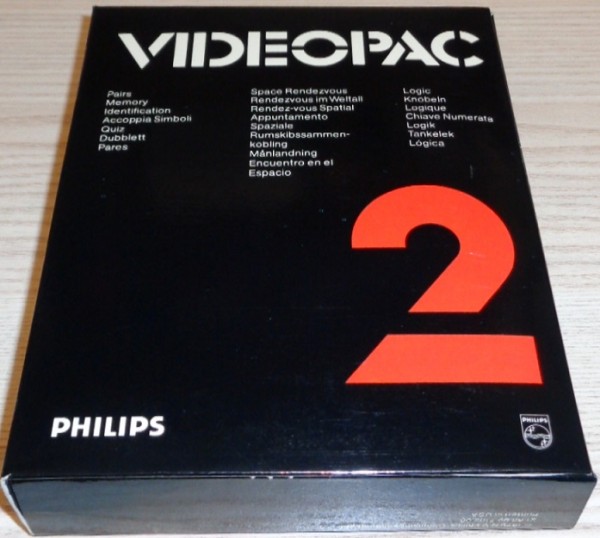 VIDEOPAC
Pairs
Memory
Identification
Accoppia Simboli
Quiz
Dubblett
Pares
Space Rendezvous
Rendezvous im Weltall
Rendez-vous Spatial
Appuntamento
Spaziale
Rumskibssammen-
kobling
Månlandning
Encuentro en el
Espacio
Logic
Knobeln
Logique
Chiave Numerata
Logik
Tankelek
Lógica
2
PHILIPS